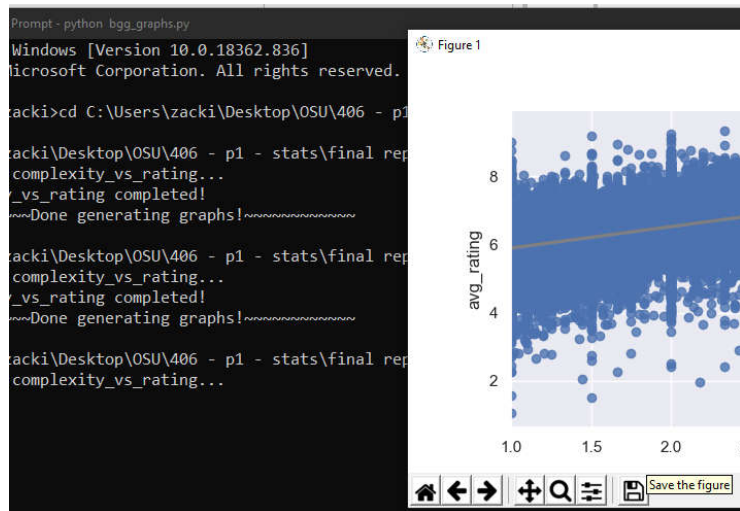 Prompt - python bgg_graphs.py
Windows [Version 10.0.18362.836]
icrosoft Corporation. All rights reserved.
zacki>cd C:\Users\zacki\Desktop\OSU\406 - p1
zacki\Desktop\OSU\406 - p1 - stats\final rep
complexity_vs_rating...
_vs_rating completed!
~~~Done generating graphs!~~~~~~~~~~~~~
zacki\Desktop\OSU\406 - p1 - stats\final rep
complexity_vs_rating...
_vs_rating completed!
~~~Done generating graphs!~~~~~~~~~~~~~
zacki\Desktop\OSU\406 - p1 - stats\final rep
complexity_vs_rating...
Figure 1
avg_rating
8
6
4
2
1.0 1.5 2.0
Save the figure